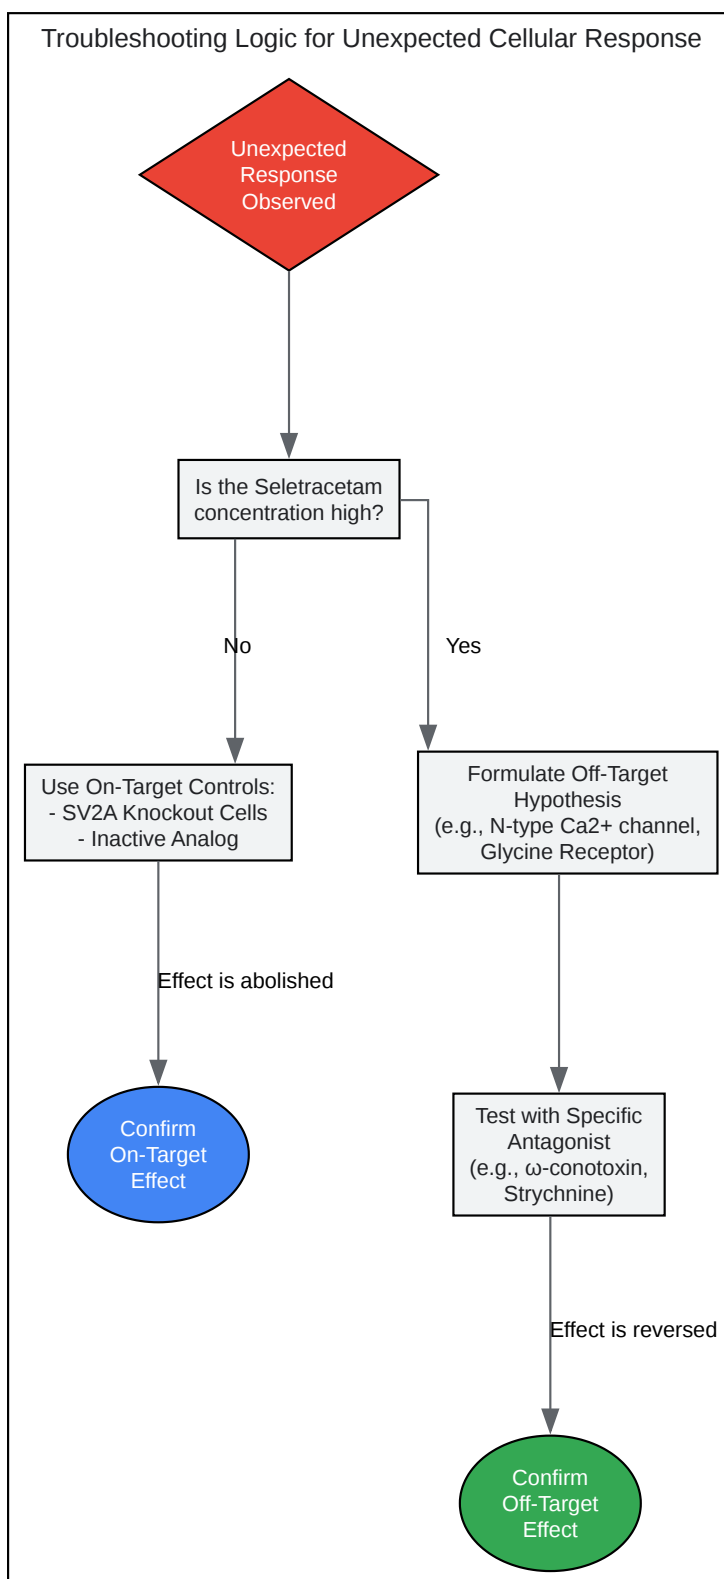 Troubleshooting Logic for Unexpected Cellular Response
Unexpected
Response
Observed
Is the Seletracetam
concentration high?
No
Yes
Use On-Target Controls:
- SV2A Knockout Cells
- Inactive Analog
Formulate Off-Target
Hypothesis
(e.g., N-type Ca2+ channel,
Glycine Receptor)
Effect is abolished
Confirm
On-Target
Effect
Test with Specific
Antagonist
(e.g., ω-conotoxin,
Strychnine)
Effect is reversed
Confirm
Off-Target
Effect